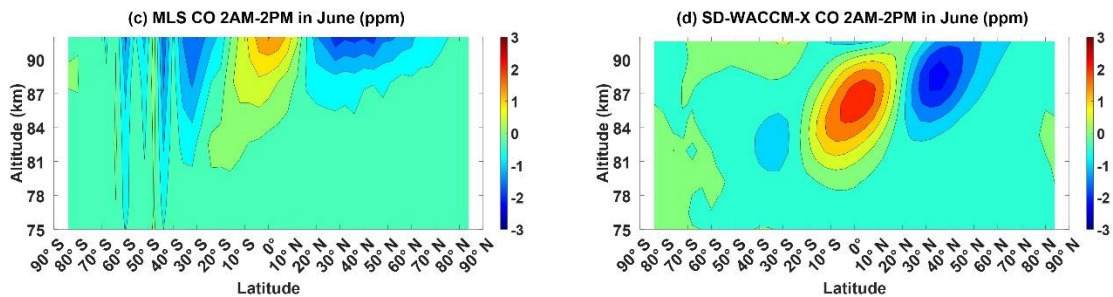 (c) MLS CO 2AM-2PM in June (ppm)
Altitude (km)
90
87
84
81
78
75
90° S
80° S
70° S
60° S
50° S
40° S
30° S
20° S
10° S
0°
10° N
20 N
30° N
40° N
50° N
60° N
70° N
80° N
90° N
Latitude
3
2
1
0
-1
-2
-3
(d) SD-WACCM-X CO 2AM-2PM in June (ppm)
Altitude (km)
90
87
84
81
78
75
90° S
80° S
70° S
60° S
50° S
40° S
30° S
20° S
10° S
0°
10° N
20 N
30° N
40° N
50° N
60° N
70° N
80° N
90° N
Latitude
3
2
1
0
-1
-2
-3